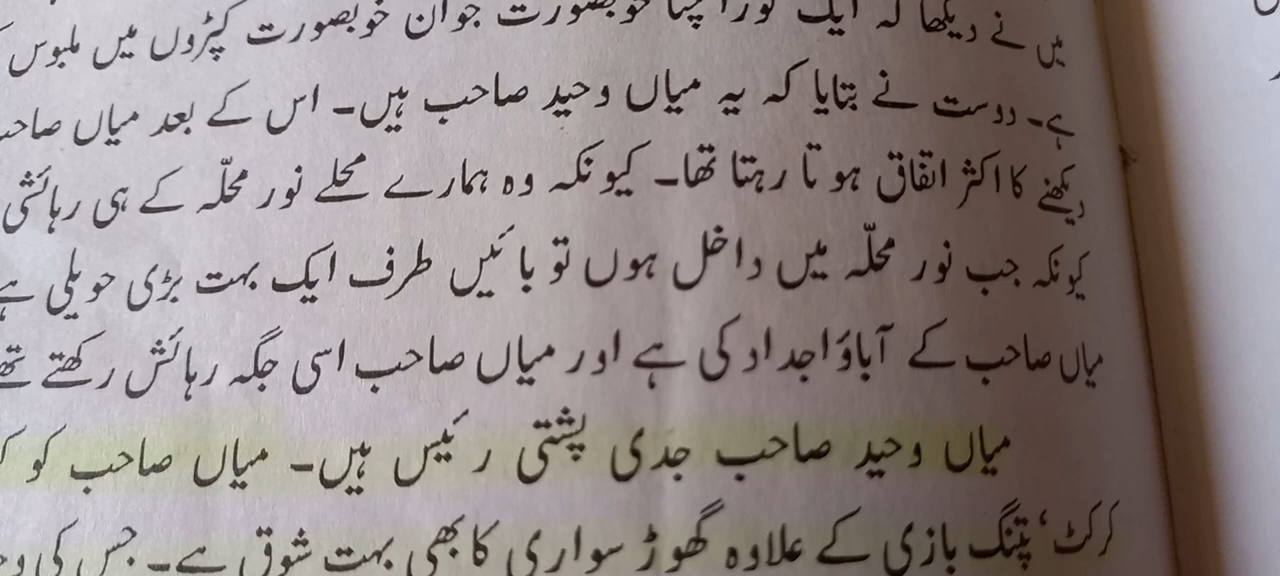 میں نے دیکھا کہ ایک گورا چٹا خوبصورت جوان خوبصورت کپڑوں میں ملبوس
ہے۔ دوست نے بتایا کہ یہ میاں وحید صاحب ہیں۔ اس کے بعد میاں صاحب
دیکھنے کا اکثر اتفاق ہوتا رہتا تھا۔ کیونکہ وہ ہمارے محلے نور محلّہ کے ہی رہائشی
کیونکہ جب نور محلّہ میں داخل ہوں تو بائیں طرف ایک بہت بڑی حویلی ہے
میاں صاحب کے آباؤ اجداد کی ہے اور میاں صاحب اسی جگہ رہائش رکھتے تھے
میاں وحید صاحب جدی پشتی رئیس ہیں۔ میاں صاحب کو
کرکٹ‘ پتنگ بازی کے علاوہ گھوڑ سواری کا بھی بہت شوق ہے۔ جس کی